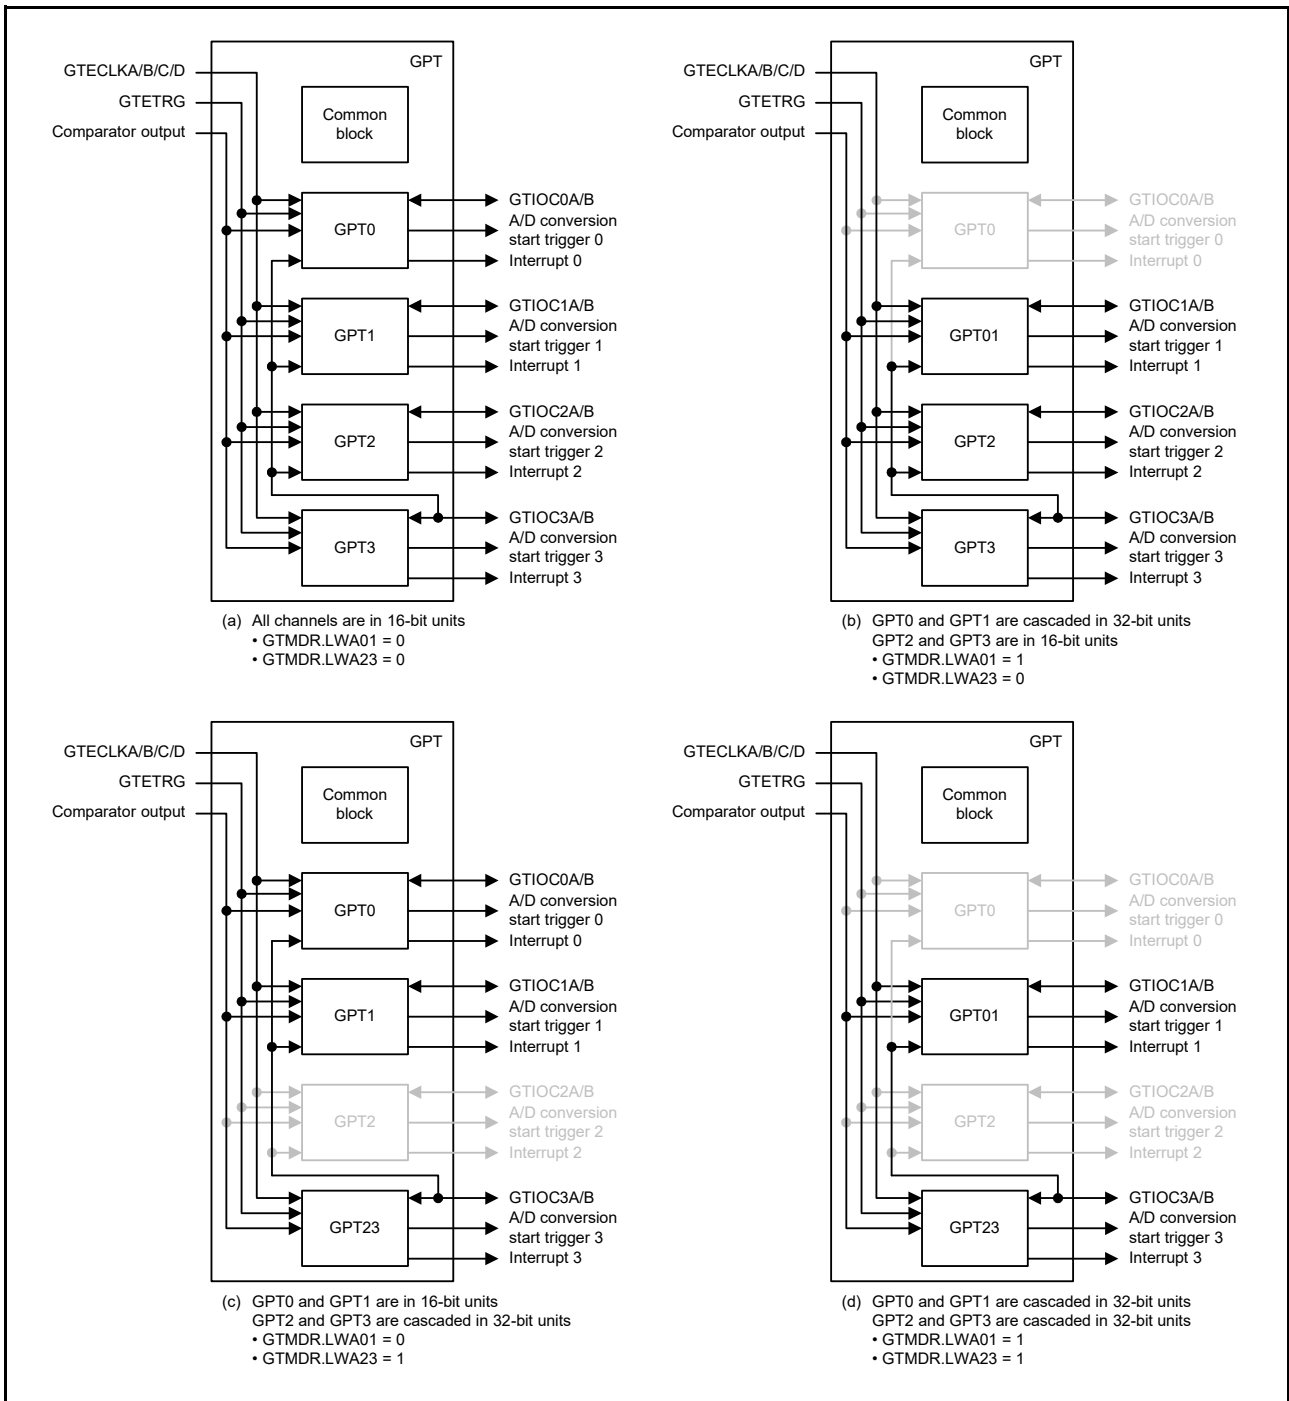 GPT
GTECLKA/B/C/D
GTETRG
Comparator output
Common
block
GPT0
GTIOC0A/B
A/D conversion
start trigger 0
Interrupt 0
GPT1
GTIOC1A/B
A/D conversion
start trigger 1
Interrupt 1
GPT2
GTIOC2A/B
A/D conversion
start trigger 2
Interrupt 2
GPT3
GTIOC3A/B
A/D conversion
start trigger 3
Interrupt 3
(a) All channels are in 16-bit units
• GTMDR.LWA01 = 0
• GTMDR.LWA23 = 0
GPT
GTECLKA/B/C/D
GTETRG
Comparator output
Common
block
GPT0
GTIOC0A/B
A/D conversion
start trigger 0
Interrupt 0
GPT01
GTIOC1A/B
A/D conversion
start trigger 1
Interrupt 1
GPT2
GTIOC2A/B
A/D conversion
start trigger 2
Interrupt 2
GPT3
GTIOC3A/B
A/D conversion
start trigger 3
Interrupt 3
(b) GPT0 and GPT1 are cascaded in 32-bit units
GPT2 and GPT3 are in 16-bit units
• GTMDR.LWA01 = 1
• GTMDR.LWA23 = 0
GPT
GTECLKA/B/C/D
GTETRG
Comparator output
Common
block
GPT0
GTIOC0A/B
A/D conversion
start trigger 0
Interrupt 0
GPT1
GTIOC1A/B
A/D conversion
start trigger 1
Interrupt 1
GPT2
GTIOC2A/B
A/D conversion
start trigger 2
Interrupt 2
GPT23
GTIOC3A/B
A/D conversion
start trigger 3
Interrupt 3
(c) GPT0 and GPT1 are in 16-bit units
GPT2 and GPT3 are cascaded in 32-bit units
• GTMDR.LWA01 = 0
• GTMDR.LWA23 = 1
GPT
GTECLKA/B/C/D
GTETRG
Comparator output
Common
block
GPT0
GTIOC0A/B
A/D conversion
start trigger 0
Interrupt 0
GPT01
GTIOC1A/B
A/D conversion
start trigger 1
Interrupt 1
GPT2
GTIOC2A/B
A/D conversion
start trigger 2
Interrupt 2
GPT23
GTIOC3A/B
A/D conversion
start trigger 3
Interrupt 3
(d) GPT0 and GPT1 are cascaded in 32-bit units
GPT2 and GPT3 are cascaded in 32-bit units
• GTMDR.LWA01 = 1
• GTMDR.LWA23 = 1